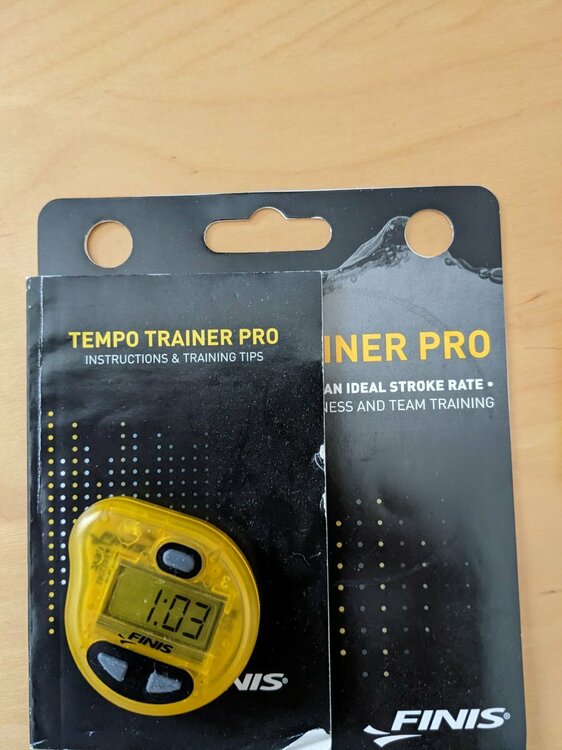 TEMPO TRAINER PRO
INSTRUCTIONS & TRAINING TIPS
INER PRO
AN IDEAL STROKE RATE •
NESS AND TEAM TRAINING
1:03
FINIS
NIS®
FINIS®